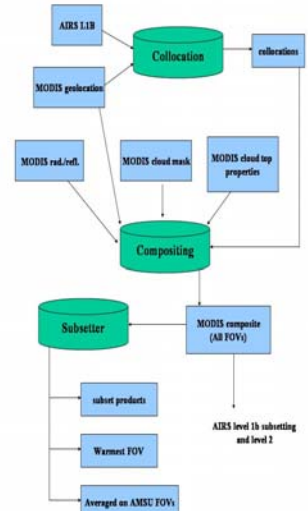 AIRS L1B
Collocation
collocations
MODIS geolocation
MODIS rad./refl.
MODIS cloud mask
MODIS cloud top
properties
Compositing
Subsetter
MODIS composite
(All FOVs)
subset products
AIRS level 1b subsetting
and level 2
Warmest FOV
Averaged on AMSU FOVs